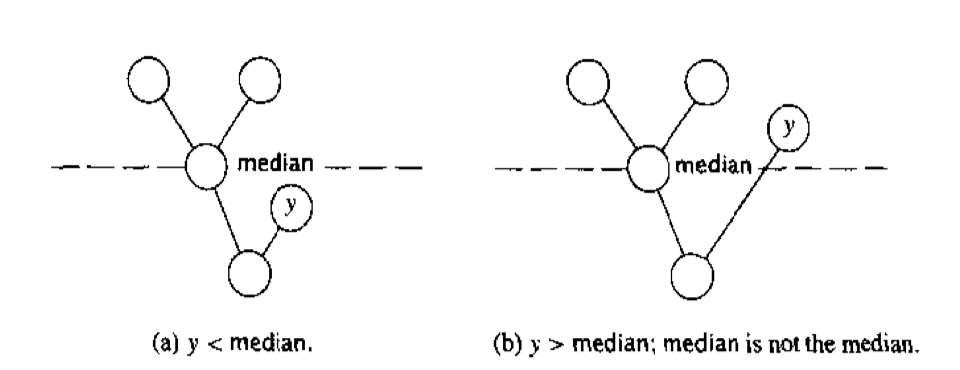 median
y
(a) y < median.
y
median
(b) y > median; median is not the median.